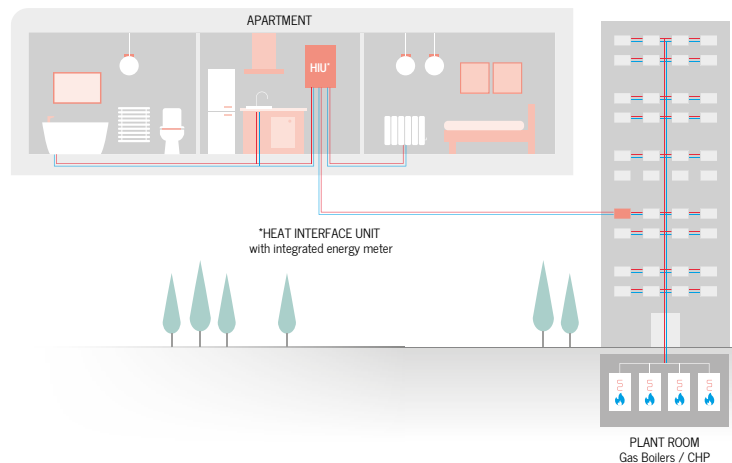 APARTMENT
HIU*
*HEAT INTERFACE UNIT
with integrated energy meter
PLANT ROOM
Gas Boilers / CHP